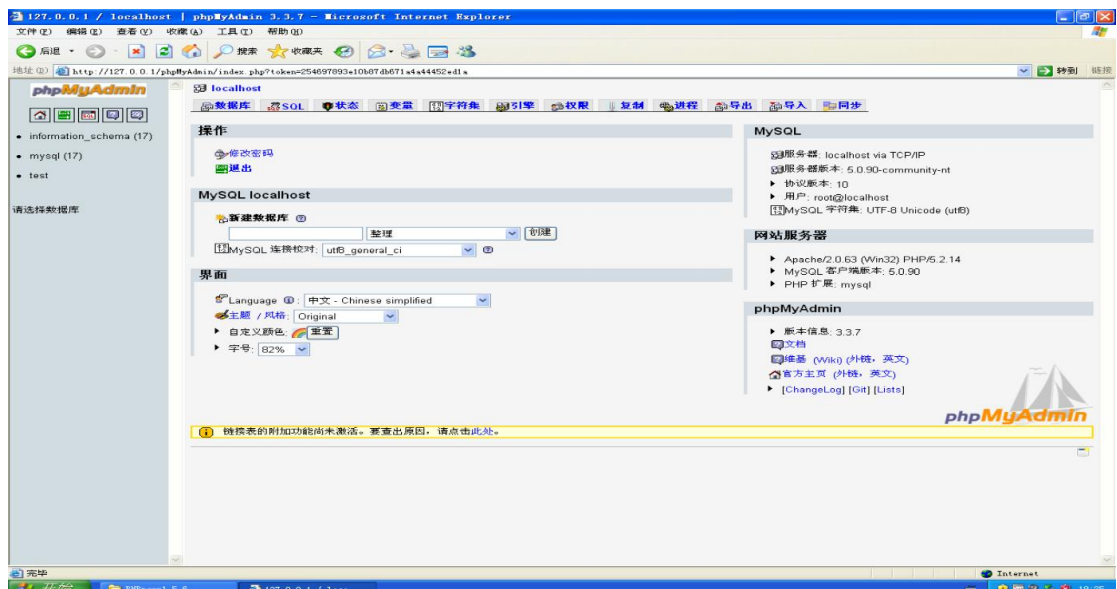 127.0.0.1 / localhost | phpMyAdmin 3.3.7 - Microsoft Internet Explorer
文件(F) 编辑(E) 查看(V) 收藏(A) 工具(T) 帮助(H)
后退 搜索 收藏夹
地址(D) http://127.0.0.1/phpMyAdmin/index.php?token=254697893e10b87db671a4a44452ed1a 转到 链接
phpMyAdmin
SQL
information_schema (17)
mysql (17)
test
请选择数据库
localhost
数据库 SQL 状态 变量 字符集 引擎 权限 复制 进程 导出 导入 同步
操作
修改密码
退出
MySQL localhost
新建数据库
整理 创建
MySQL 连接校对: utf8_general_ci
界面
Language : 中文 - Chinese simplified
主题 / 风格: Original
自定义颜色: 重置
字号: 82%
MySQL
服务器: localhost via TCP/IP
服务器版本: 5.0.90-community-nt
协议版本: 10
用户: root@localhost
MySQL 字符集: UTF-8 Unicode (utf8)
网站服务器
Apache/2.0.63 (Win32) PHP/5.2.14
MySQL 客户端版本: 5.0.90
PHP 扩展: mysql
phpMyAdmin
版本信息: 3.3.7
文档
维基 (Wiki) (外链，英文)
官方主页 (外链，英文)
[ChangeLog] [Git] [Lists]
phpMyAdmin
链接表的附加功能尚未激活。要查出原因，请点击此处。
完毕 Internet